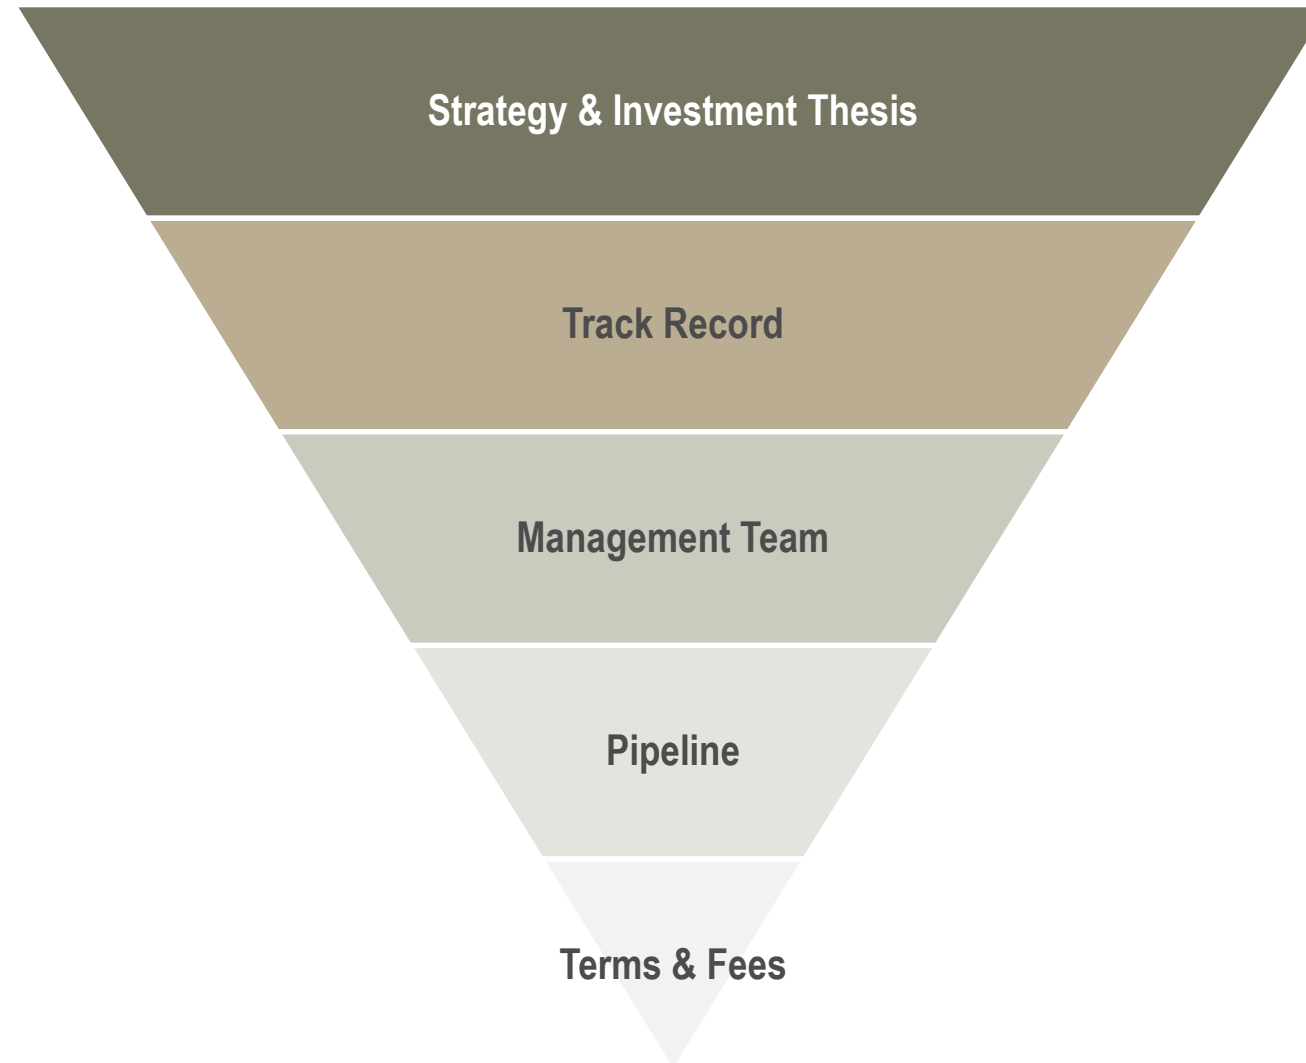 Strategy & Investment Thesis
Track Record
Management Team
Pipeline
Terms & Fees